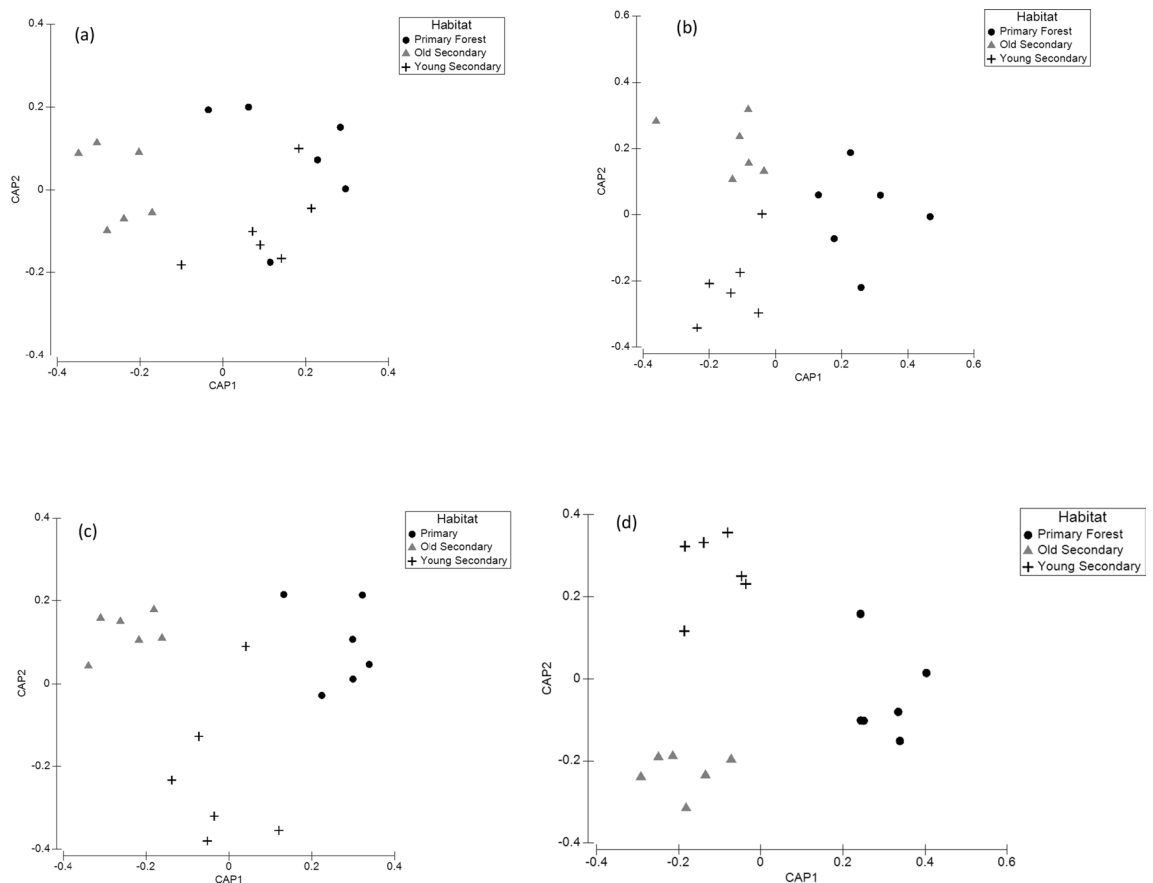 (a)
Habitat
Primary Forest
Old Secondary
Young Secondary
0.4
0.2
0
-0.2
-0.4
CAP2
-0.4 -0.2 0 0.2 0.4
CAP1
(b)
Habitat
Primary Forest
Old Secondary
Young Secondary
0.6
0.4
0.2
0
-0.2
-0.4
CAP2
-0.4 -0.2 0 0.2 0.4 0.6
CAP1
(c)
Habitat
Primary
Old Secondary
Young Secondary
0.4
0.2
0
-0.2
-0.4
CAP2
-0.4 -0.2 0 0.2 0.4
CAP1
(d)
Habitat
Primary Forest
Old Secondary
Young Secondary
0.4
0.2
0
-0.2
-0.4
CAP2
-0.4 -0.2 0 0.2 0.4 0.6
CAP1